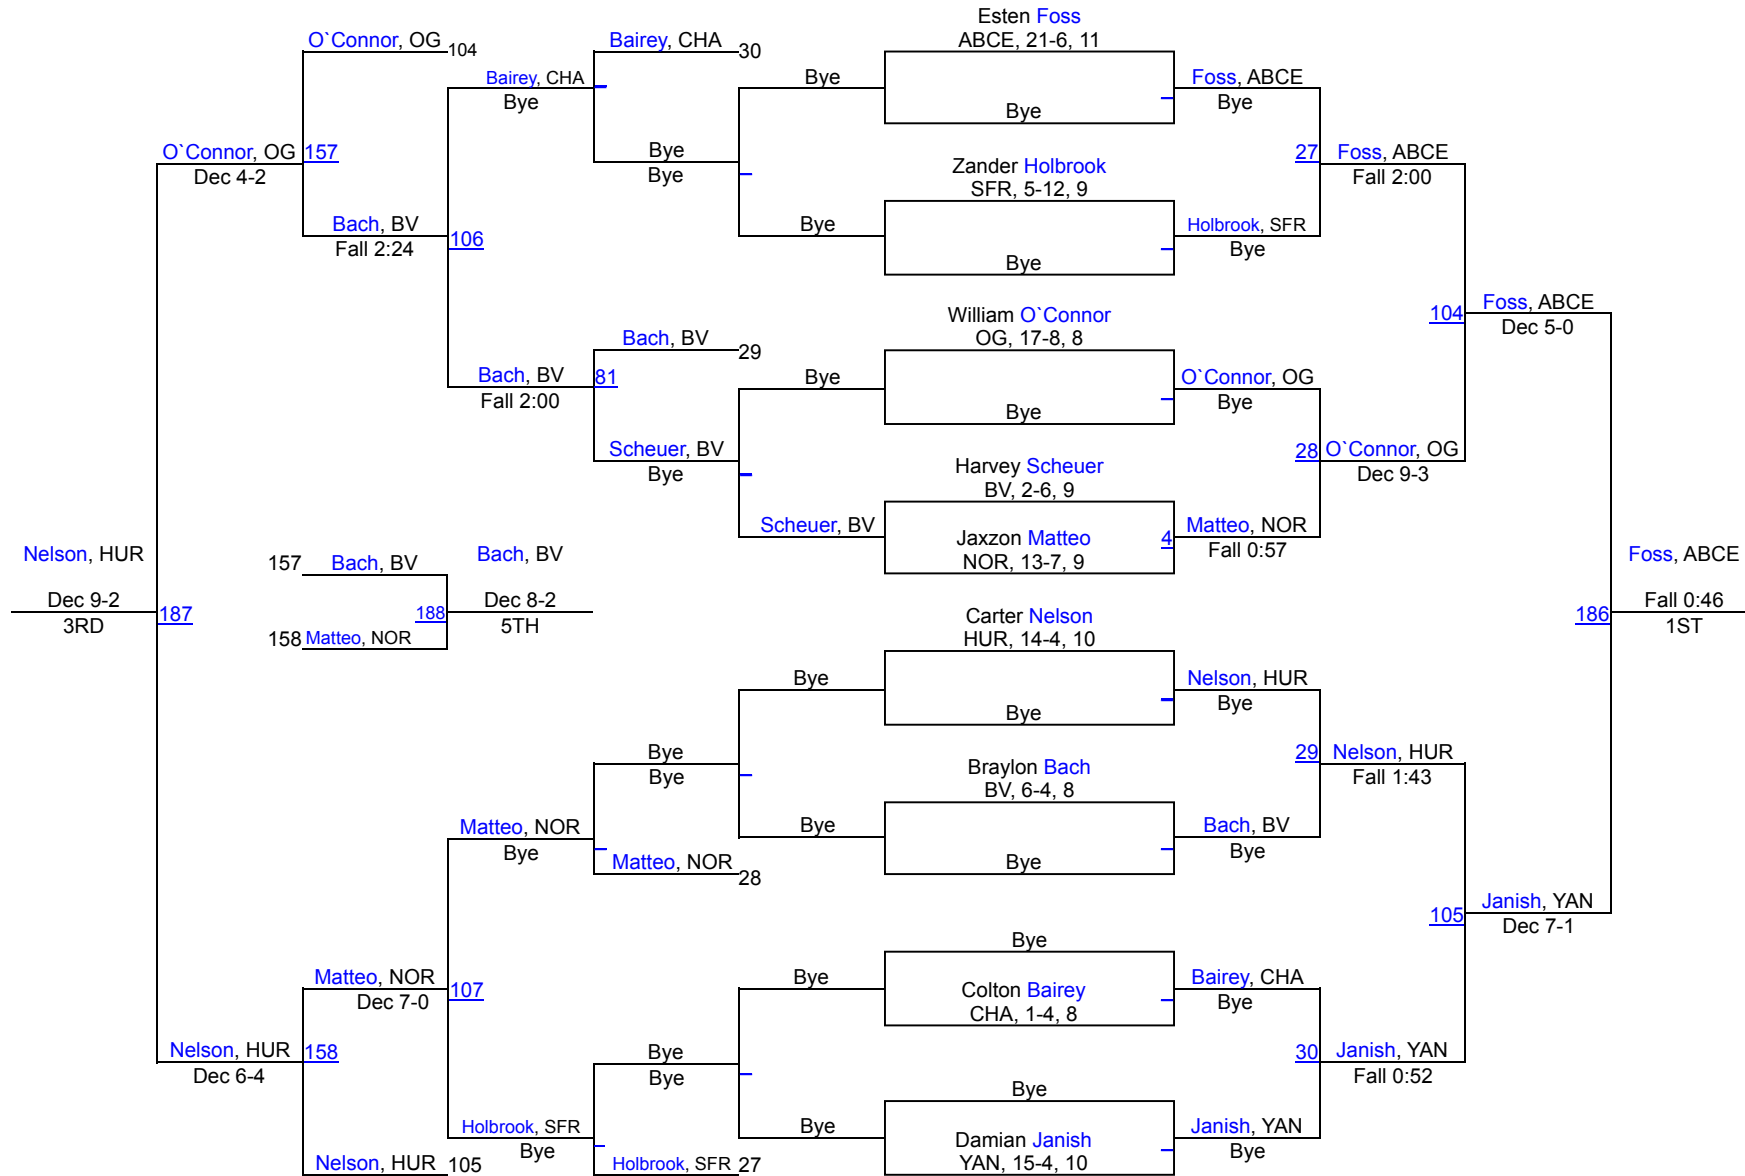 Esten Foss
ABCE, 21-6, 11
O`Connor, OG
104
Bairey, CHA
30
Bairey, CHA
Bye
Bye
Foss, ABCE
Bye
Bye
O`Connor, OG
157
Dec 4-2
Bye
Bye
Zander Holbrook
SFR, 5-12, 9
27
Foss, ABCE
Fall 2:00
Bach, BV
106
Fall 2:24
Bye
Holbrook, SFR
Bye
Bye
William O`Connor
OG, 17-8, 8
104
Foss, ABCE
Dec 5-0
Bach, BV
29
Bach, BV
81
Fall 2:00
Bye
O`Connor, OG
Bye
Bye
Scheuer, BV
Bye
Harvey Scheuer
BV, 2-6, 9
28
O`Connor, OG
Dec 9-3
Scheuer, BV
Jaxzon Matteo
NOR, 13-7, 9
4
Matteo, NOR
Fall 0:57
Nelson, HUR
157
Bach, BV
Bach, BV
Foss, ABCE
Dec 9-2
187
3RD
188
Dec 8-2
5TH
158
Matteo, NOR
Carter Nelson
HUR, 14-4, 10
186
Fall 0:46
1ST
Bye
Nelson, HUR
Bye
Bye
Bye
Bye
Braylon Bach
BV, 6-4, 8
29
Nelson, HUR
Fall 1:43
Matteo, NOR
Bye
Bye
Bach, BV
Bye
Bye
Matteo, NOR
28
105
Janish, YAN
Dec 7-1
Bye
Matteo, NOR
107
Dec 7-0
Bye
Colton Bairey
CHA, 1-4, 8
Bairey, CHA
Bye
Nelson, HUR
158
Dec 6-4
Bye
Bye
30
Janish, YAN
Fall 0:52
Bye
Holbrook, SFR
Bye
Bye
Damian Janish
YAN, 15-4, 10
Janish, YAN
Bye
Nelson, HUR
105
Holbrook, SFR
27